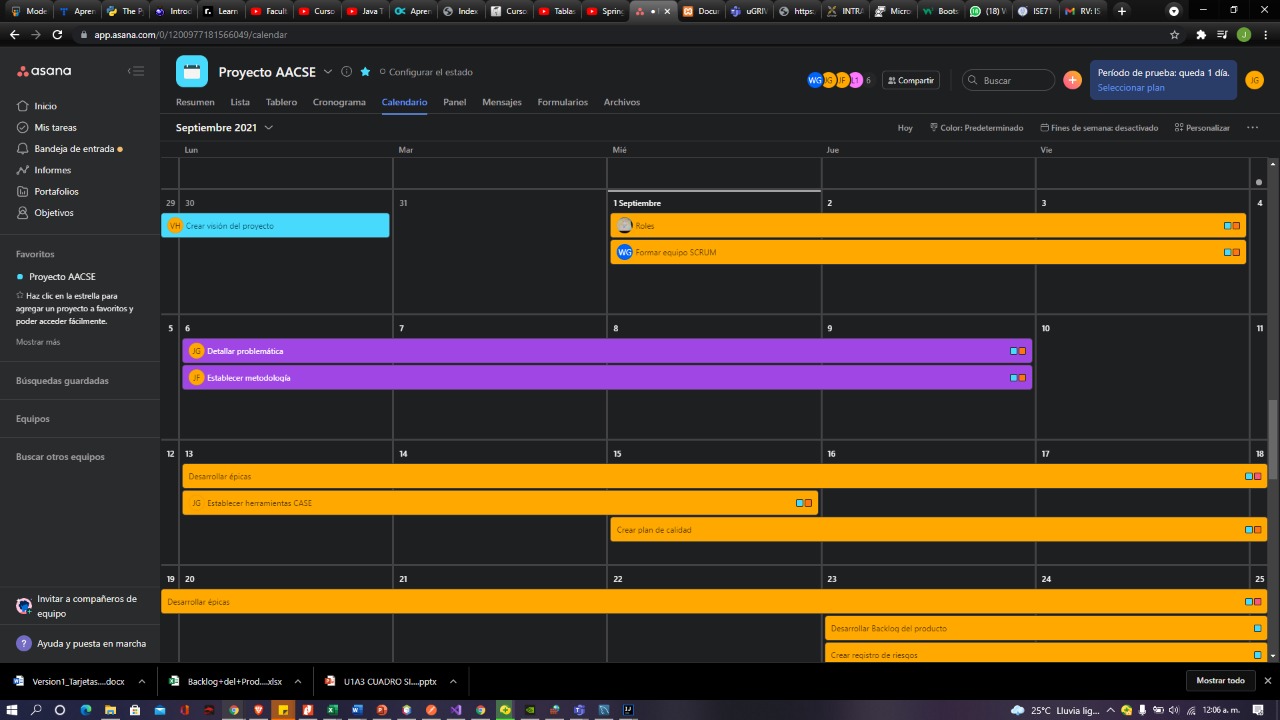 Mode
Apren
The P
Introd
Learn
Facult
Curso
Java T
Apren
Index
Curso
Tablas
Spring
Docu
uGRIV
https:
INTRA
Micro
Boots
(18) V
ISE71
RV: IS
app.asana.com/0/1200977181566049/calendar
J
asana
Proyecto AACSE
Configurar el estado
WG
JG
JF
L1
6
Compartir
Buscar
Período de prueba: queda 1 día.
Seleccionar plan
JG
Resumen
Lista
Tablero
Cronograma
Calendario
Panel
Mensajes
Formularios
Archivos
Inicio
Mis tareas
Bandeja de entrada
Informes
Portafolios
Objetivos
Favoritos
Proyecto AACSE
Haz clic en la estrella para
agregar un proyecto a favoritos y
poder acceder fácilmente.
Mostrar más
Búsquedas guardadas
Equipos
Buscar otros equipos
Invitar a compañeros de
equipo
? Ayuda y puesta en marcha
Septiembre 2021
Hoy
Color: Predeterminado
Fines de semana: desactivado
Personalizar
Lun
Mar
Mié
Jue
Vie
29 30 31 1 Septiembre 2 3 4
VH Crear visión del proyecto
Roles
WG Formar equipo SCRUM
5 6 7 8 9 10 11
JG Detallar problemática
JF Establecer metodología
12 13 14 15 16 17 18
Desarrollar épicas
JG Establecer herramientas CASE
Crear plan de calidad
19 20 21 22 23 24 25
Desarrollar épicas
Desarrollar Backlog del producto
Crear registro de riesgos
Version1_Tarjetas....docx
Backlog+del+Prod....xlsx
U1A3 CUADRO SI....pptx
Mostrar todo
25°C Lluvia lig...
12:06 a. m.